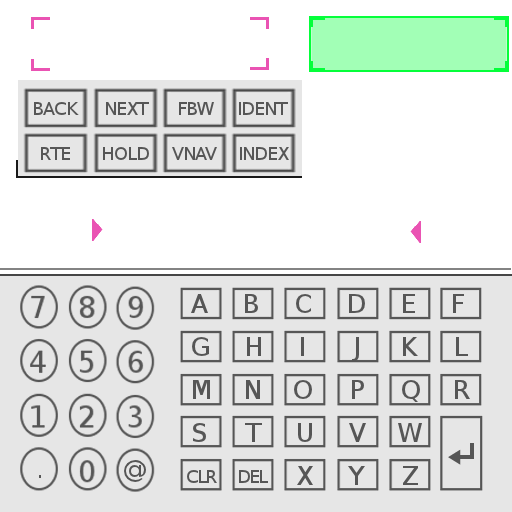 BACK NEXT FBW IDENT
RTE HOLD VNAV INDEX
7 8 9 A B C D E F
4 5 6 G H I J K L
1 2 3 M N O P Q R
. 0 @ S T U V W
CLR DEL X Y Z